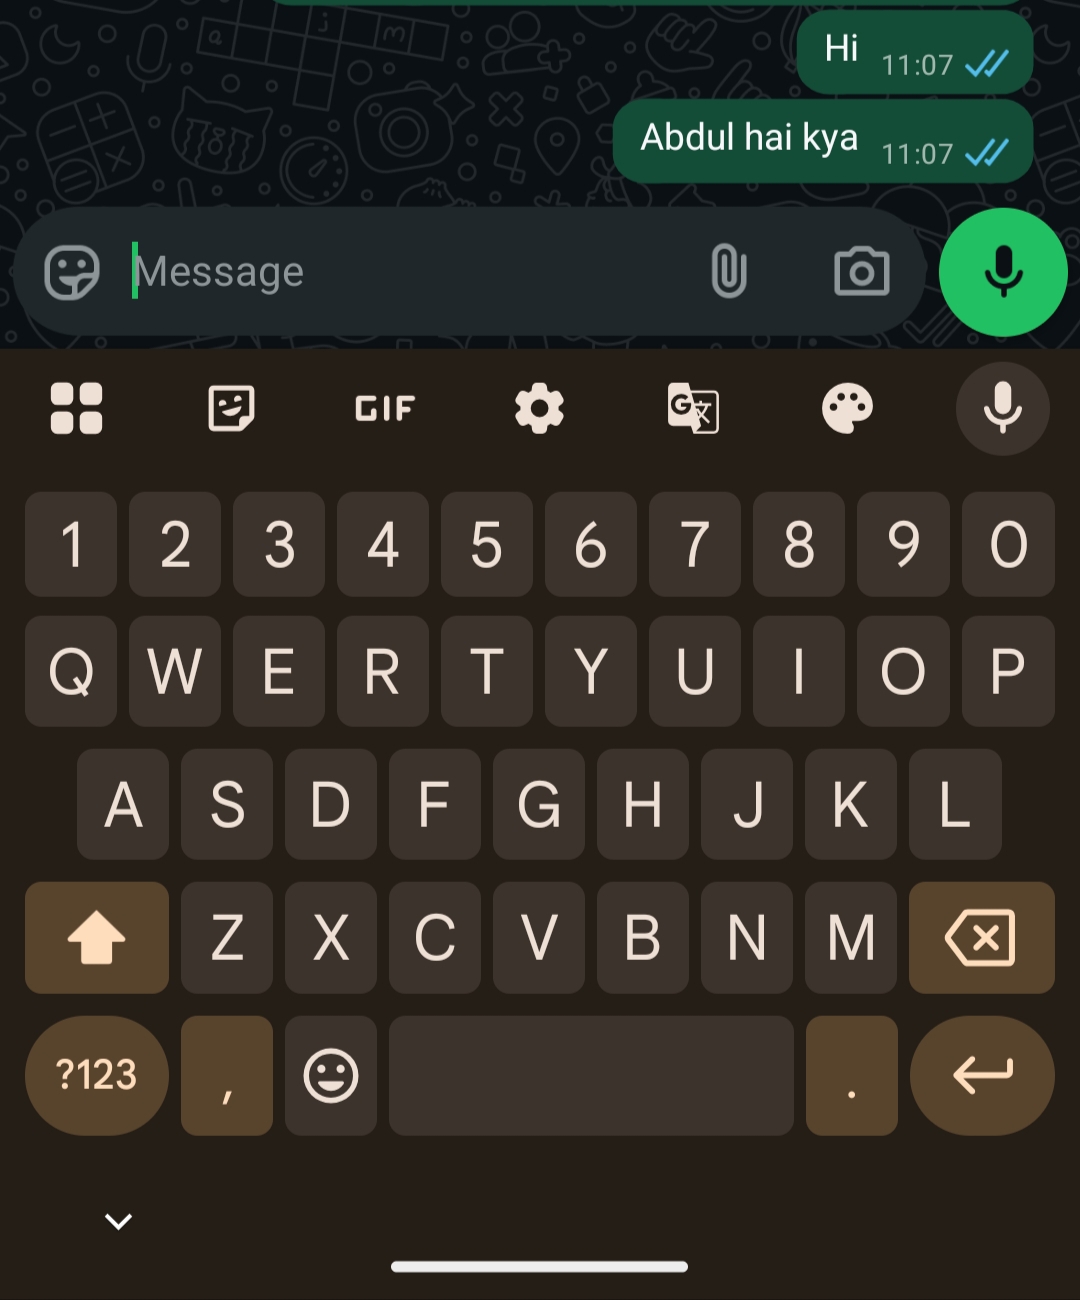 Hi 11:07
Abdul hai kya 11:07
Message
GIF
1 2 3 4 5 6 7 8 9 0
Q W E R T Y U I O P
A S D F G H J K L
Z X C V B N M
?123 , .